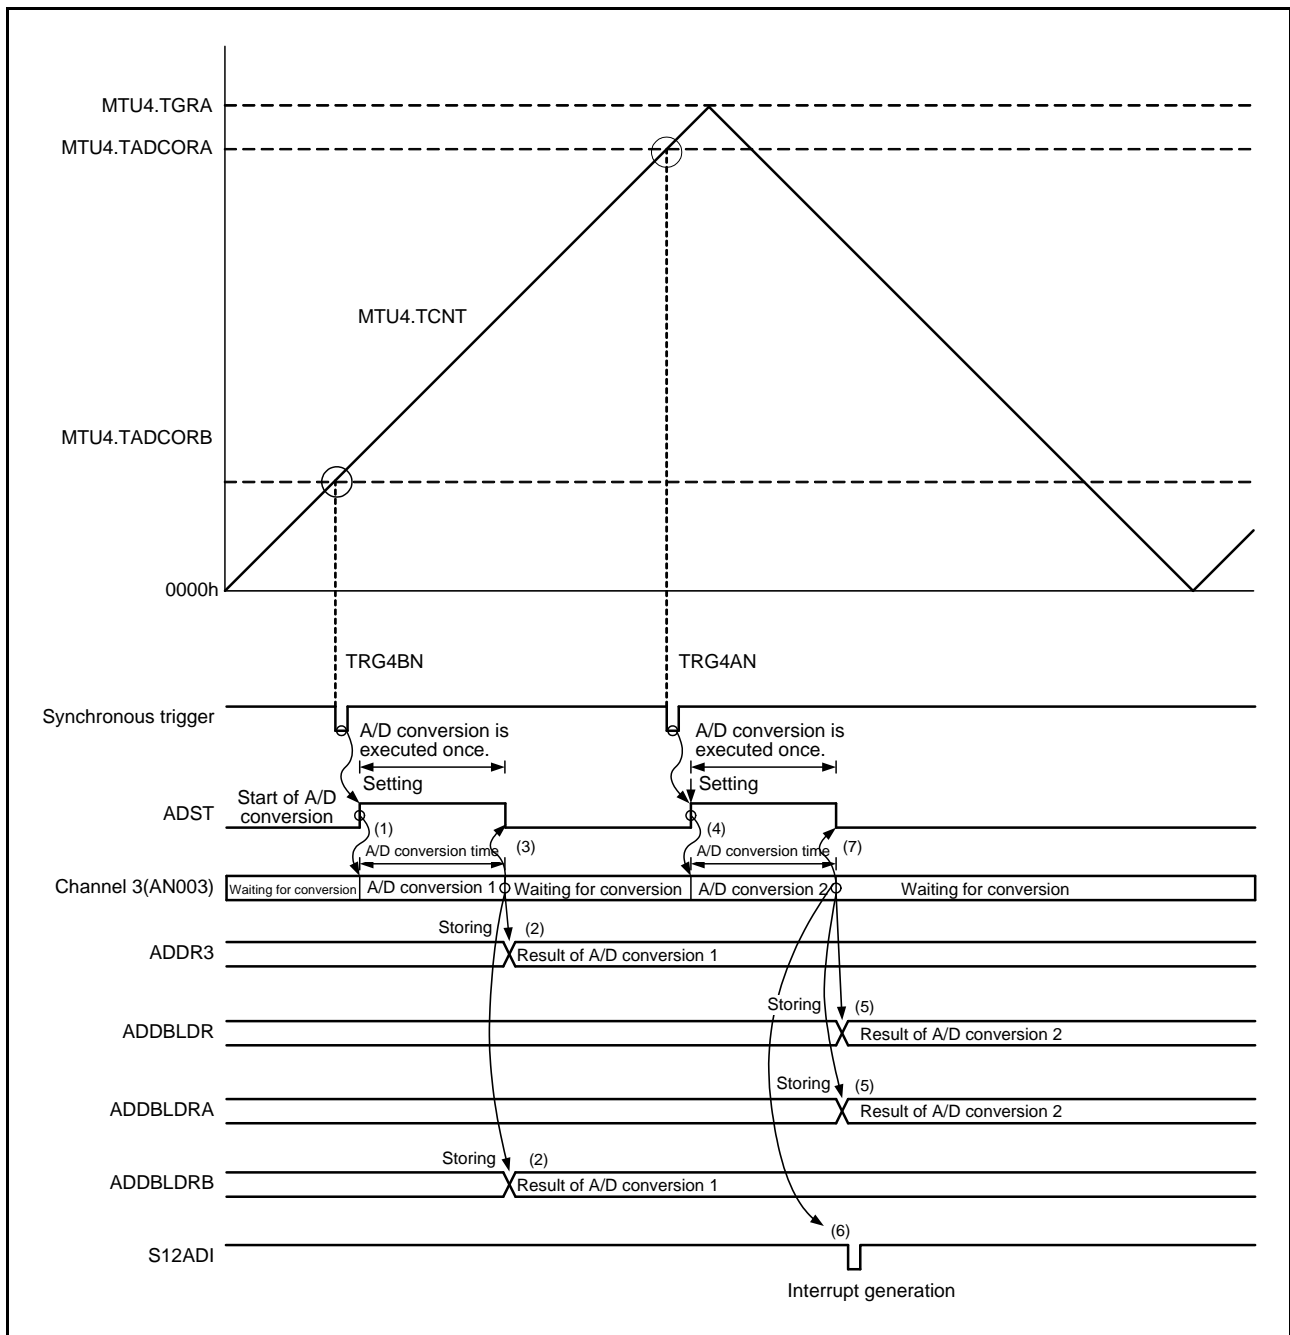 MTU4.TGRA
MTU4.TADCORA
MTU4.TCNT
MTU4.TADCORB
0000h
TRG4BN
TRG4AN
Synchronous trigger
A/D conversion is
executed once.
A/D conversion is
executed once.
Setting
Setting
Start of A/D
conversion
ADST
(1)
(3)
(4)
(7)
A/D conversion time
A/D conversion time
Channel 3(AN003)
Waiting for conversion
A/D conversion 1
Waiting for conversion
A/D conversion 2
Waiting for conversion
Storing
(2)
ADDR3
Result of A/D conversion 1
Storing
(5)
ADDBLDR
Result of A/D conversion 2
Storing
(5)
ADDBLDRA
Result of A/D conversion 2
Storing
(2)
ADDBLDRB
Result of A/D conversion 1
(6)
S12ADI
Interrupt generation